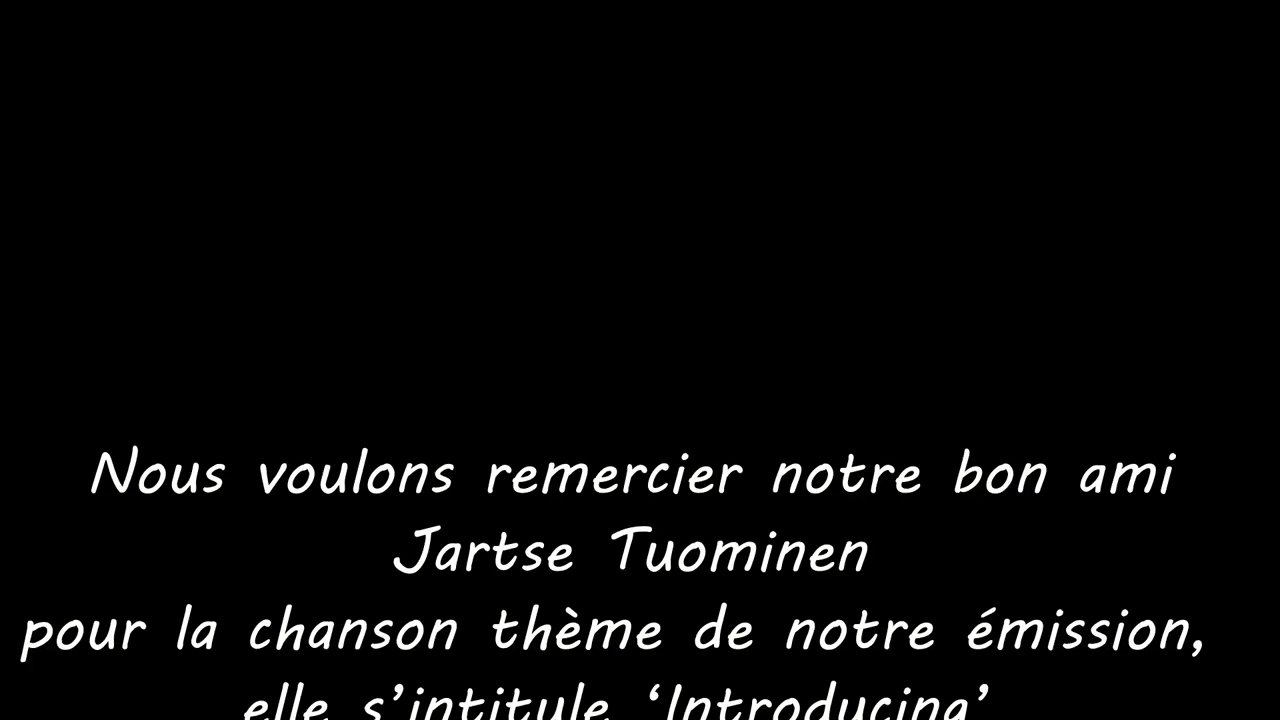 Nous voulons remercier notre bon ami
Jartse Tuominen
pour la chanson thème de notre émission,
elle s’intitule ‘Introducing’